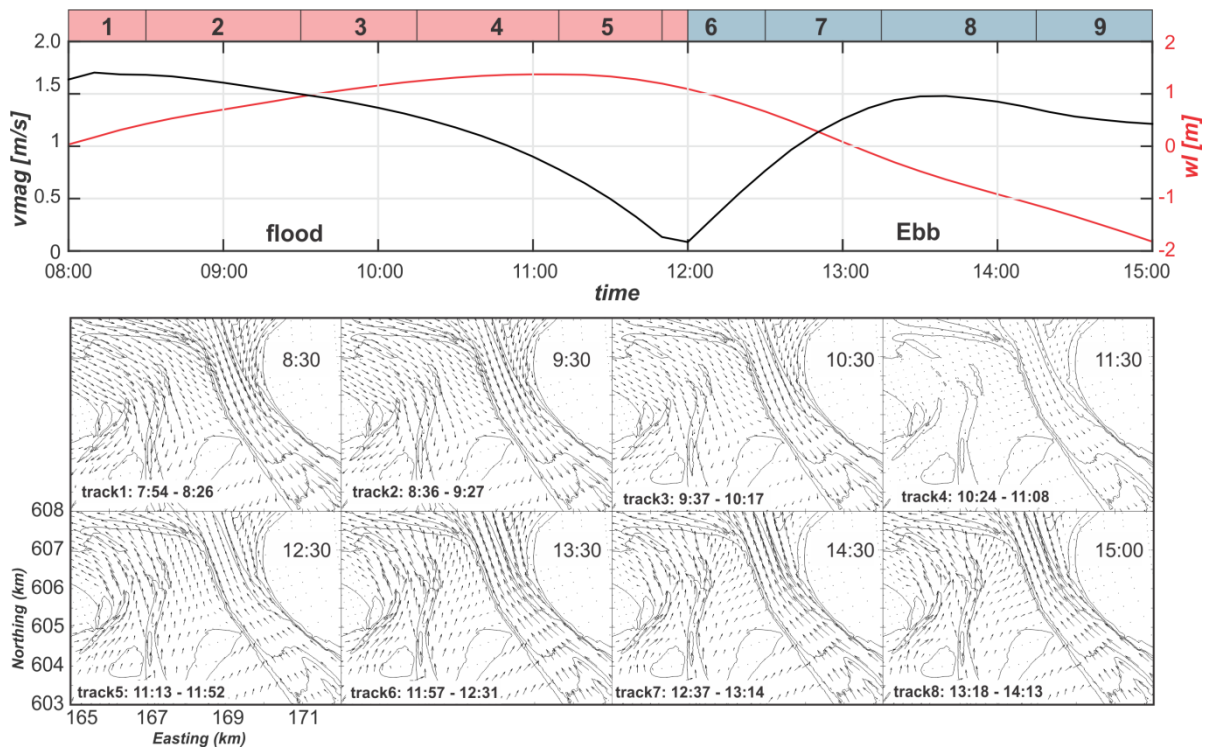 1 2 3 4 5 6 7 8 9
2.0 2
1.5 1
1 0
0.5 -1
0 -2
vmag [m/s]
wl [m]
flood Ebb
08:00 09:00 10:00 11:00 12:00 13:00 14:00 15:00
time
8:30 9:30 10:30 11:30
track1: 7:54 - 8:26 track2: 8:36 - 9:27 track3: 9:37 - 10:17 track4: 10:24 - 11:08
608
607 12:30 13:30 14:30 15:00
606
605
604
track5: 11:13 - 11:52 track6: 11:57 - 12:31 track7: 12:37 - 13:14 track8: 13:18 - 14:13
603
Northing (km)
165 167 169 171
Easting (km)